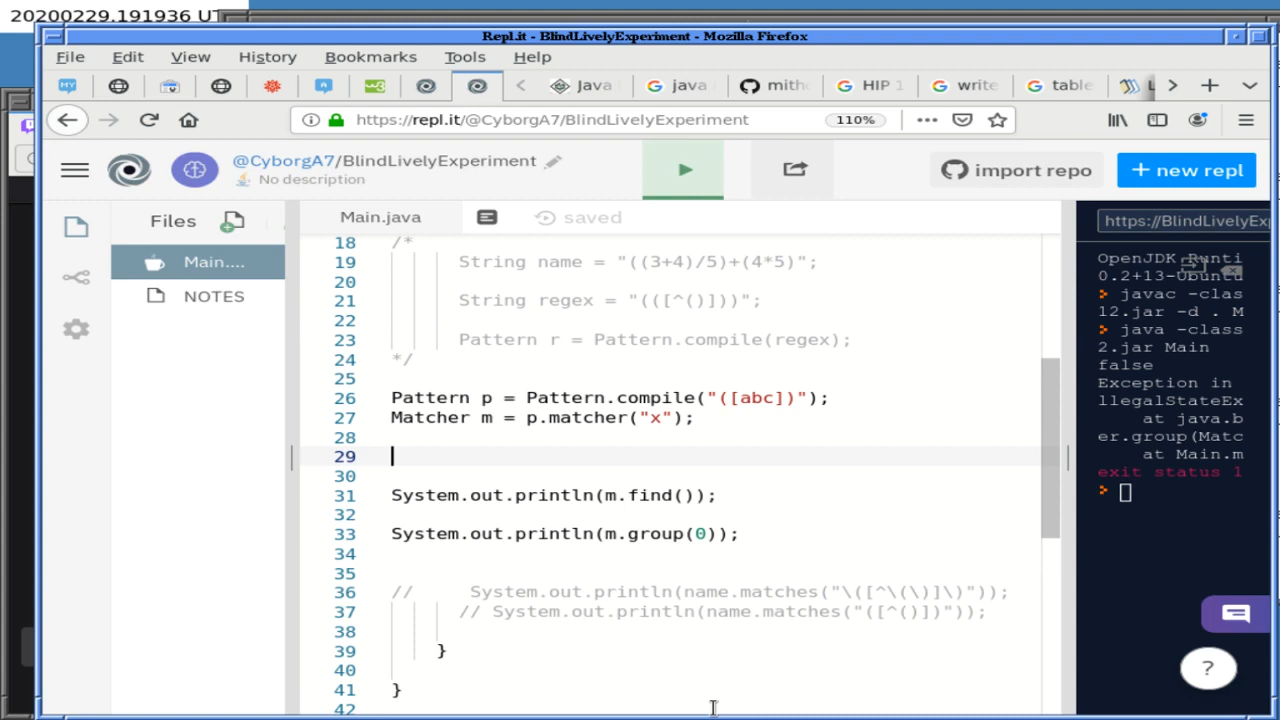 20200229.191936 UT
Repl.it - BlindLivelyExperiment - Mozilla Firefox
File Edit View History Bookmarks Tools Help
Java G java mith G HIP 1 G write G table L
https://repl.it/@CyborgA7/BlindLivelyExperiment 110%
@CyborgA7/BlindLivelyExperiment
No description
import repo
+ new repl
Files
Main....
NOTES
Main.java
saved
18 /*
19 String name = "((3+4)/5)+(4*5)";
20
21 String regex = "(([^()]))";
22
23 Pattern r = Pattern.compile(regex);
24 */
25
26 Pattern p = Pattern.compile("([abc])");
27 Matcher m = p.matcher("x");
28
29
30
31 System.out.println(m.find());
32
33 System.out.println(m.group(0));
34
35
36 // System.out.println(name.matches("\([^\(\)]\)"));
37 // System.out.println(name.matches("([^()])"));
38
39 }
40
41 }
42
https://BlindLivelyEx
OpenJDK Runti
0.2+13-Ubuntu
javac -clas
12.jar -d . M
java -class
2.jar Main
false
Exception in
llegalStateEx
at java.b
er.group(Matc
at Main.m
exit status 1
?